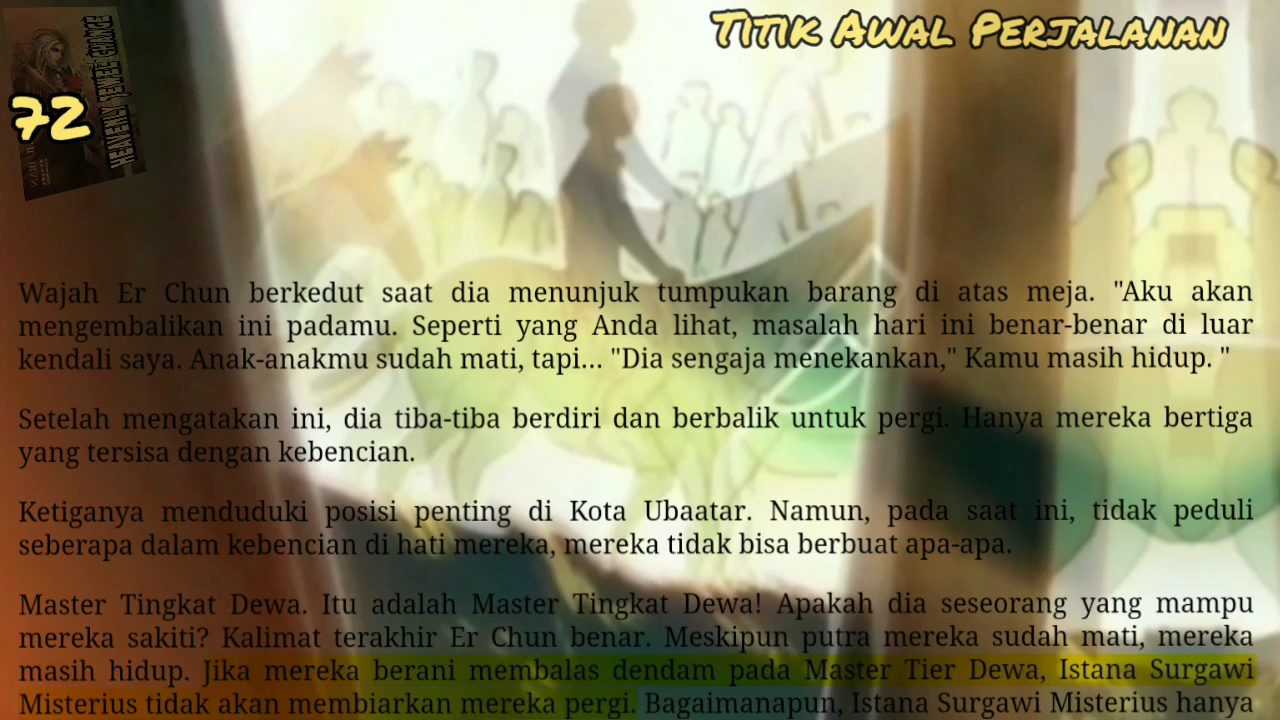 Titik Awal Perjalanan
72
HEAVENLY JEWEL CHANGE
Wajah Er Chun berkedut saat dia menunjuk tumpukan barang di atas meja. "Aku akan
mengembalikan ini padamu. Seperti yang Anda lihat, masalah hari ini benar-benar di luar
kendali saya. Anak-anakmu sudah mati, tapi... "Dia sengaja menekankan," Kamu masih hidup. "
Setelah mengatakan ini, dia tiba-tiba berdiri dan berbalik untuk pergi. Hanya mereka bertiga
yang tersisa dengan kebencian.
Ketiganya menduduki posisi penting di Kota Ubaatar. Namun, pada saat ini, tidak peduli
seberapa dalam kebencian di hati mereka, mereka tidak bisa berbuat apa-apa.
Master Tingkat Dewa. Itu adalah Master Tingkat Dewa! Apakah dia seseorang yang mampu
mereka sakiti? Kalimat terakhir Er Chun benar. Meskipun putra mereka sudah mati, mereka
masih hidup. Jika mereka berani membalas dendam pada Master Tier Dewa, Istana Surgawi
Misterius tidak akan membiarkan mereka pergi. Bagaimanapun, Istana Surgawi Misterius hanya